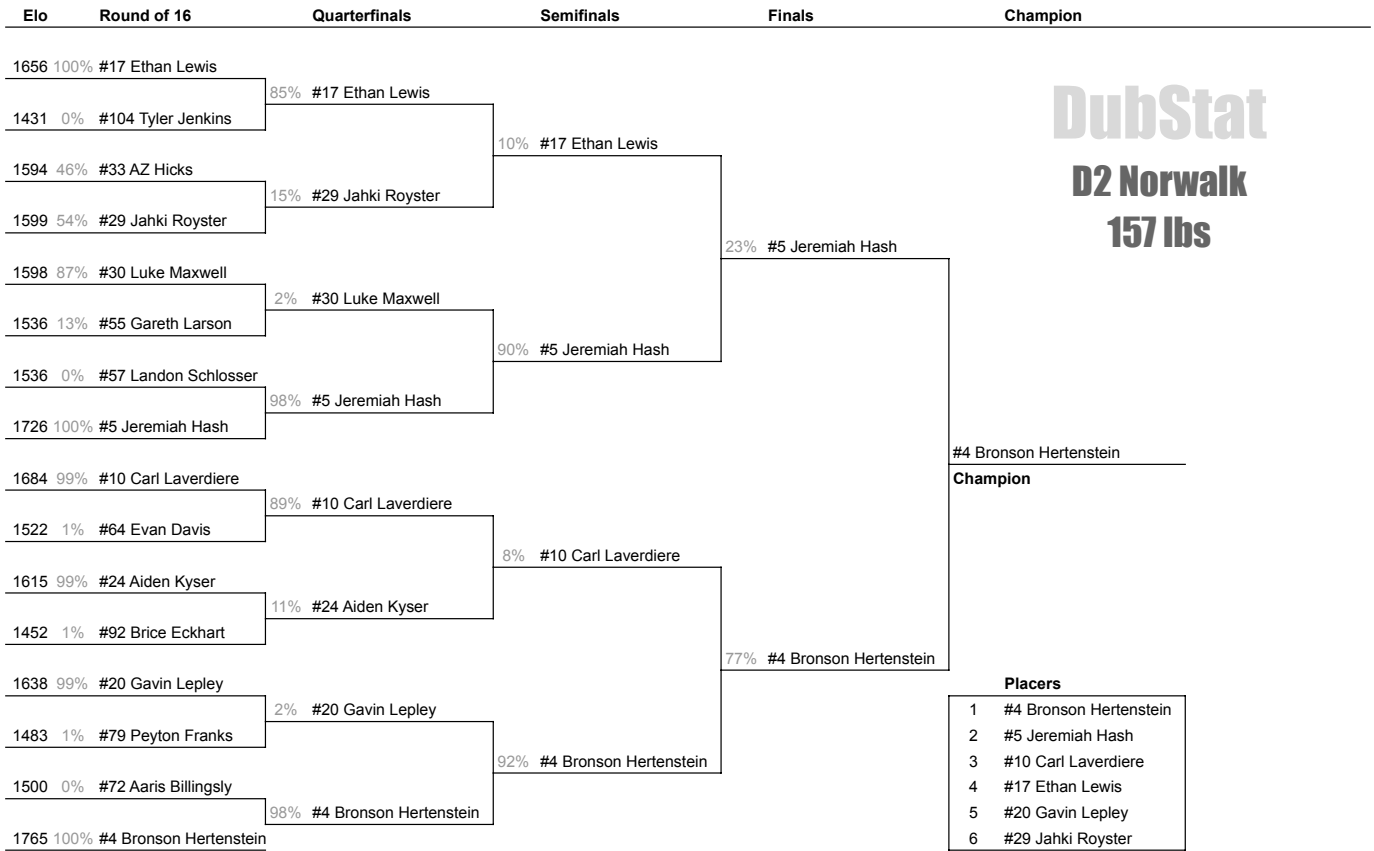 Elo Round of 16 Quarterfinals Semifinals Finals Champion
1656 100% #17 Ethan Lewis
85% #17 Ethan Lewis
DubStat
1431 0% #104 Tyler Jenkins
10% #17 Ethan Lewis
1594 46% #33 AZ Hicks
D2 Norwalk
15% #29 Jahki Royster
1599 54% #29 Jahki Royster
157 lbs
23% #5 Jeremiah Hash
1598 87% #30 Luke Maxwell
2% #30 Luke Maxwell
1536 13% #55 Gareth Larson
90% #5 Jeremiah Hash
1536 0% #57 Landon Schlosser
98% #5 Jeremiah Hash
1726 100% #5 Jeremiah Hash
#4 Bronson Hertenstein
1684 99% #10 Carl Laverdiere
Champion
89% #10 Carl Laverdiere
1522 1% #64 Evan Davis
8% #10 Carl Laverdiere
1615 99% #24 Aiden Kyser
11% #24 Aiden Kyser
1452 1% #92 Brice Eckhart
77% #4 Bronson Hertenstein
1638 99% #20 Gavin Lepley
Placers
2% #20 Gavin Lepley
1 #4 Bronson Hertenstein
1483 1% #79 Peyton Franks
2 #5 Jeremiah Hash
92% #4 Bronson Hertenstein
3 #10 Carl Laverdiere
1500 0% #72 Aaris Billingsly
4 #17 Ethan Lewis
98% #4 Bronson Hertenstein
5 #20 Gavin Lepley
1765 100% #4 Bronson Hertenstein
6 #29 Jahki Royster